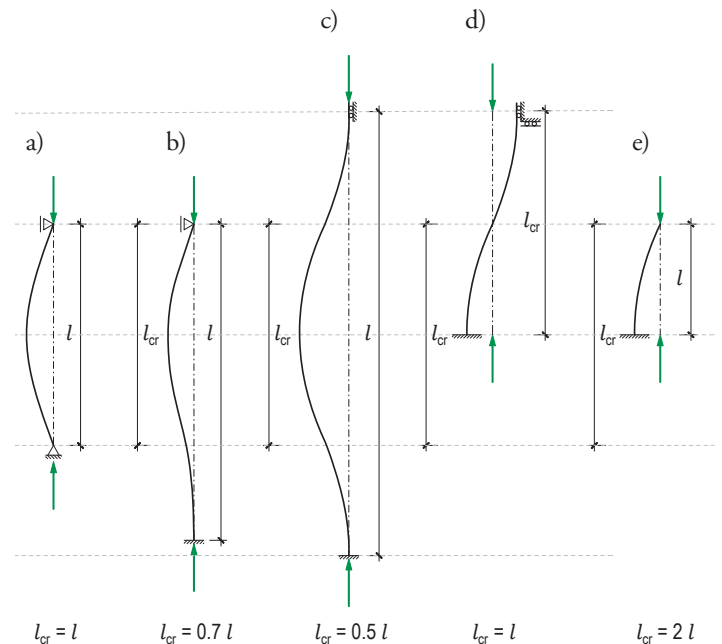 c)
d)
a)
b)
e)
l
l_cr
l
l_cr
l
l_cr
l_cr
l_cr
l
l_cr = l
l_cr = 0.7 l
l_cr = 0.5 l
l_cr = l
l_cr = 2 l